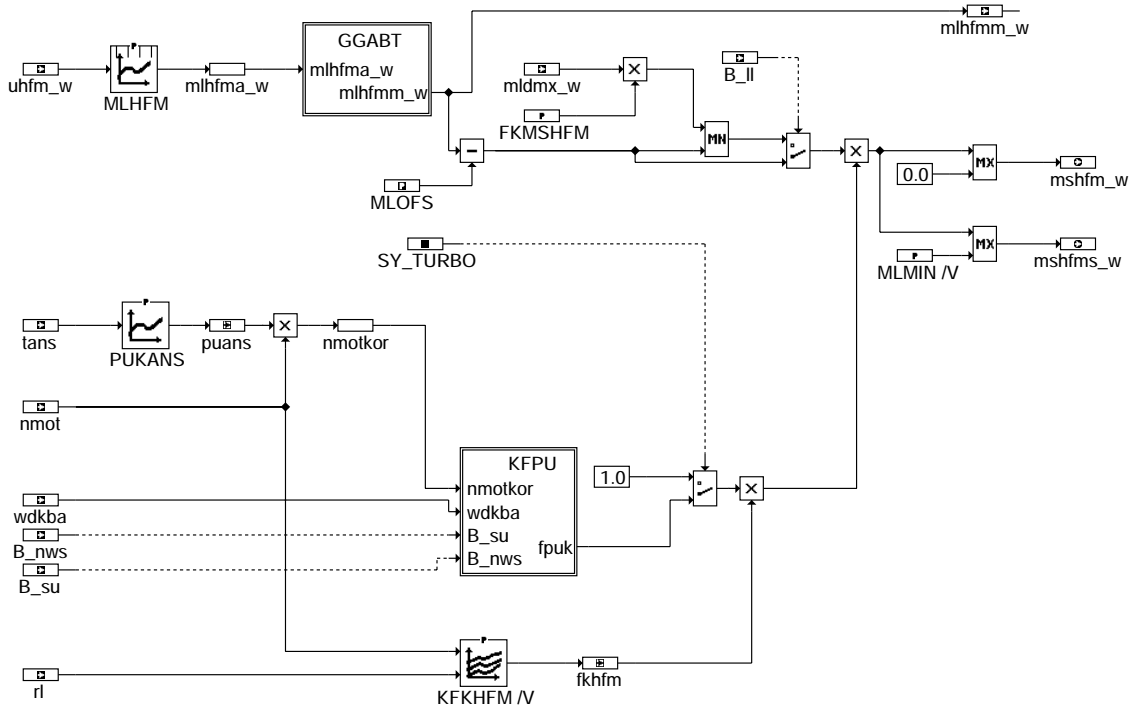 mlhfmm_w
GGABT
mlhfma_w
mlhfmm_w
uhfm_w
P
MLHFM
mlhfma_w
mldmx_w
B_ll
P
FKMSHFM
MN
MX
0.0
mshfm_w
MLOFS
SY_TURBO
P
MLMIN /V
MX
mshfms_w
tans
P
PUKANS
puans
nmotkor
nmot
KFPU
nmotkor
wdkba
B_su
B_nws
fpuk
1.0
wdkba
B_nws
B_su
rl
P
KFKHFM /V
fkhfm